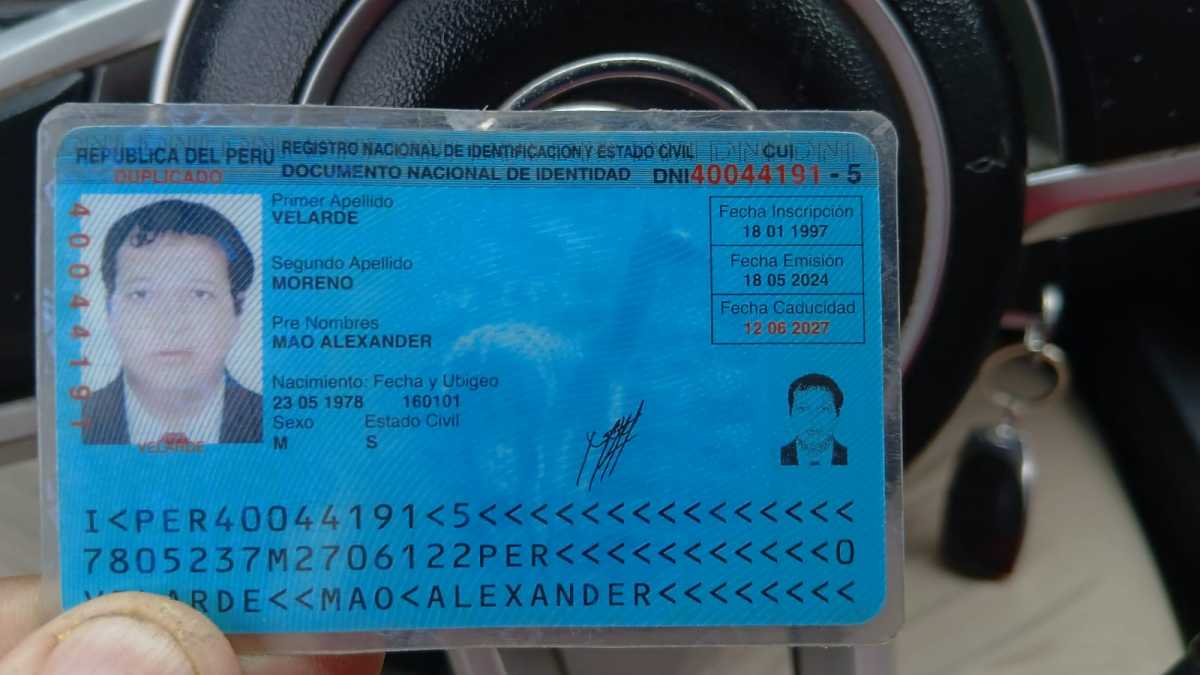 REPUBLICA DEL PERU
DUPLICADO
REGISTRO NACIONAL DE IDENTIFICACION Y ESTADO CIVIL
DOCUMENTO NACIONAL DE IDENTIDAD
CUI
DNI 40044191 - 5
40044191
Primer Apellido
VELARDE
Segundo Apellido
MORENO
Pre Nombres
MAO ALEXANDER
Nacimiento: Fecha y Ubigeo
23 05 1978 160101
Sexo Estado Civil
M S
Fecha Inscripción
18 01 1997
Fecha Emisión
18 05 2024
Fecha Caducidad
12 06 2027
VELARDE
I<PER40044191<5<<<<<<<<<<<<<<<
7805237M2706122PER<<<<<<<<<<<0
VELARDE<<MAO<ALEXANDER<<<<<<<<